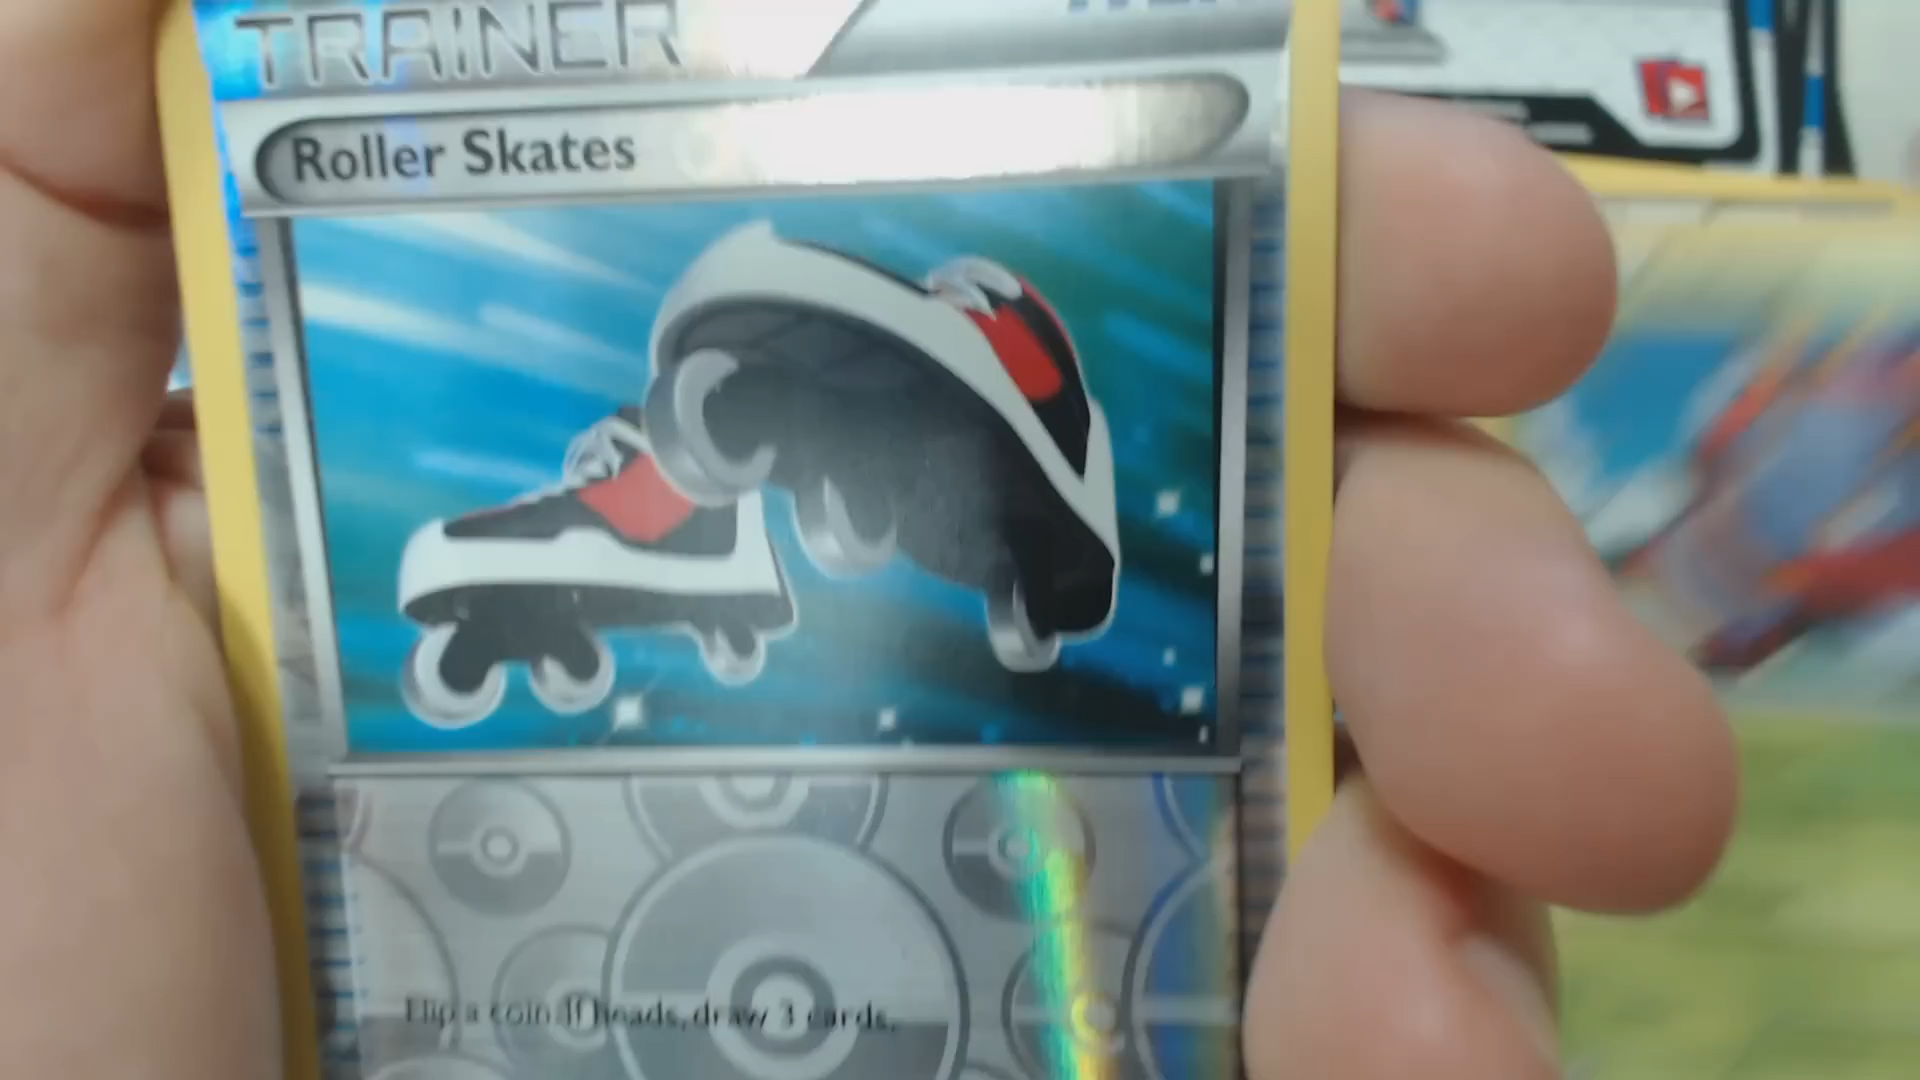 TRAINER
Roller Skates
Flip a coin. If heads, draw 3 cards.